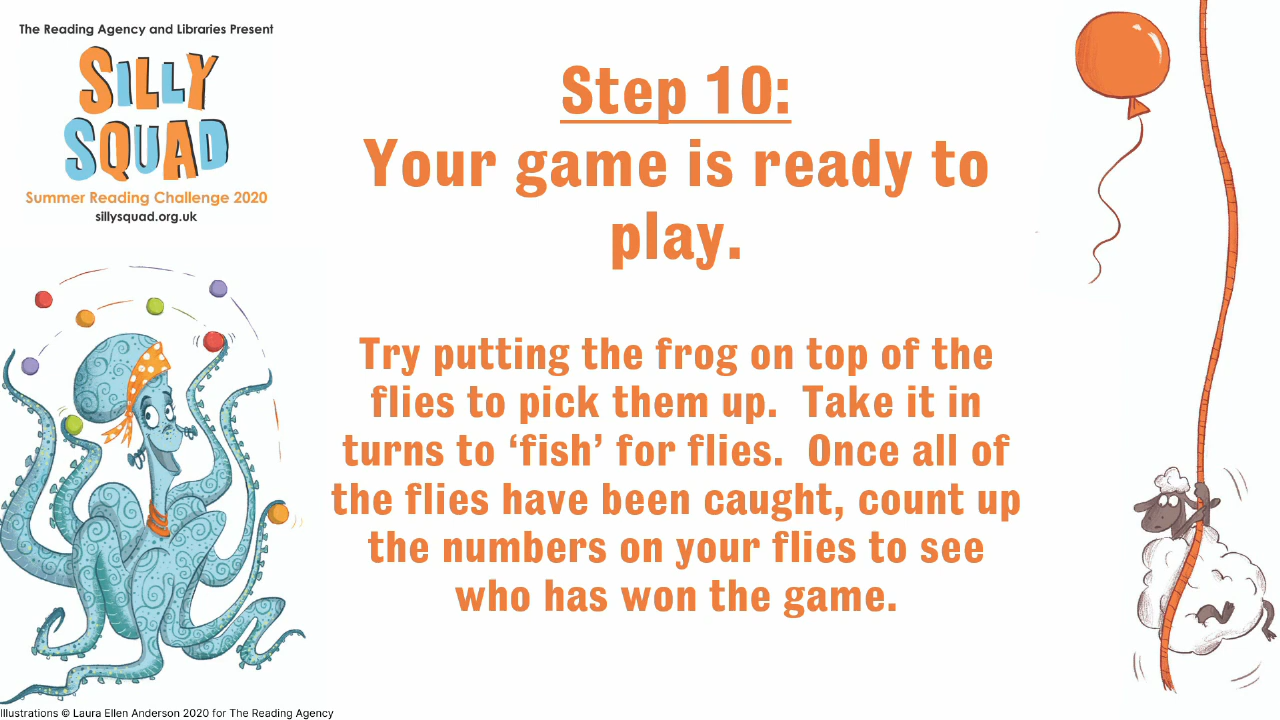 The Reading Agency and Libraries Present
SILLY
SQUAD
Summer Reading Challenge 2020
sillysquad.org.uk
Step 10:
Your game is ready to
play.
Try putting the frog on top of the
flies to pick them up.  Take it in
turns to ‘fish’ for flies.  Once all of
the flies have been caught, count up
the numbers on your flies to see
who has won the game.
Illustrations © Laura Ellen Anderson 2020 for The Reading Agency